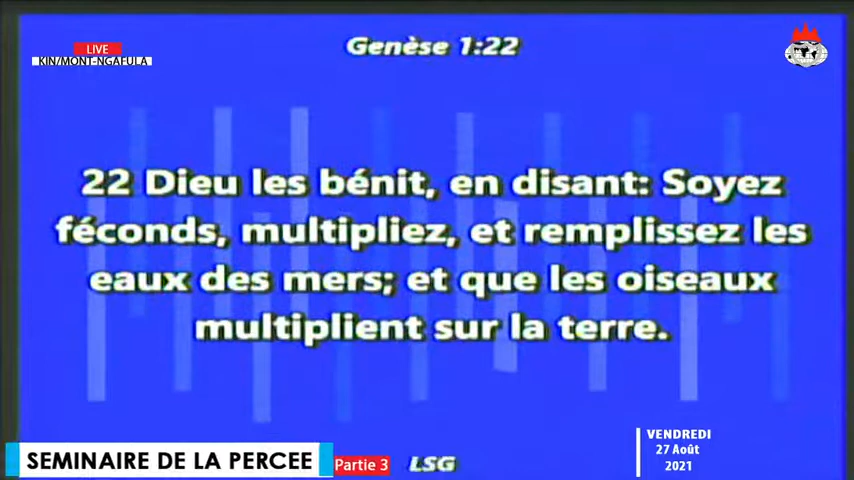 LIVE
KIN/MONT-NGAFULA
Genèse 1:22
22 Dieu les bénit, en disant: Soyez
féconds, multipliez, et remplissez les
eaux des mers; et que les oiseaux
multiplient sur la terre.
SEMINAIRE DE LA PERCEE
Partie 3
LSG
VENDREDI
27 Août
2021